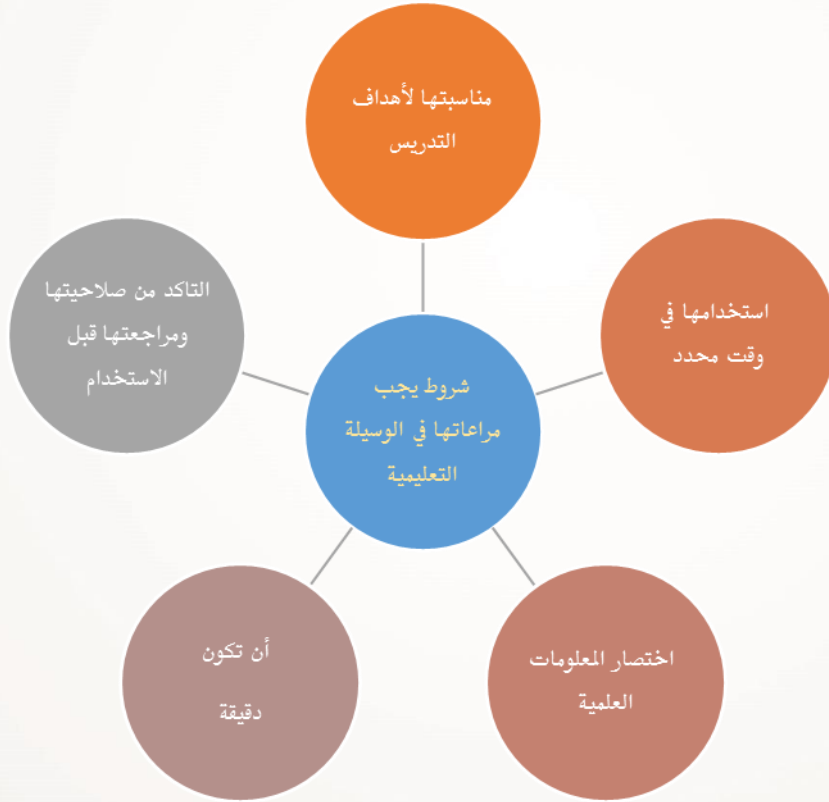 مناسبتها لأهداف
التدريس
استخدامها في
وقت محدد
التاكد من صلاحيتها
ومراجعتها قبل
الاستخدام
شروط يجب
مراعاتها في الوسيلة
التعليمية
اختصار المعلومات
العلمية
أن تكون
دقيقة